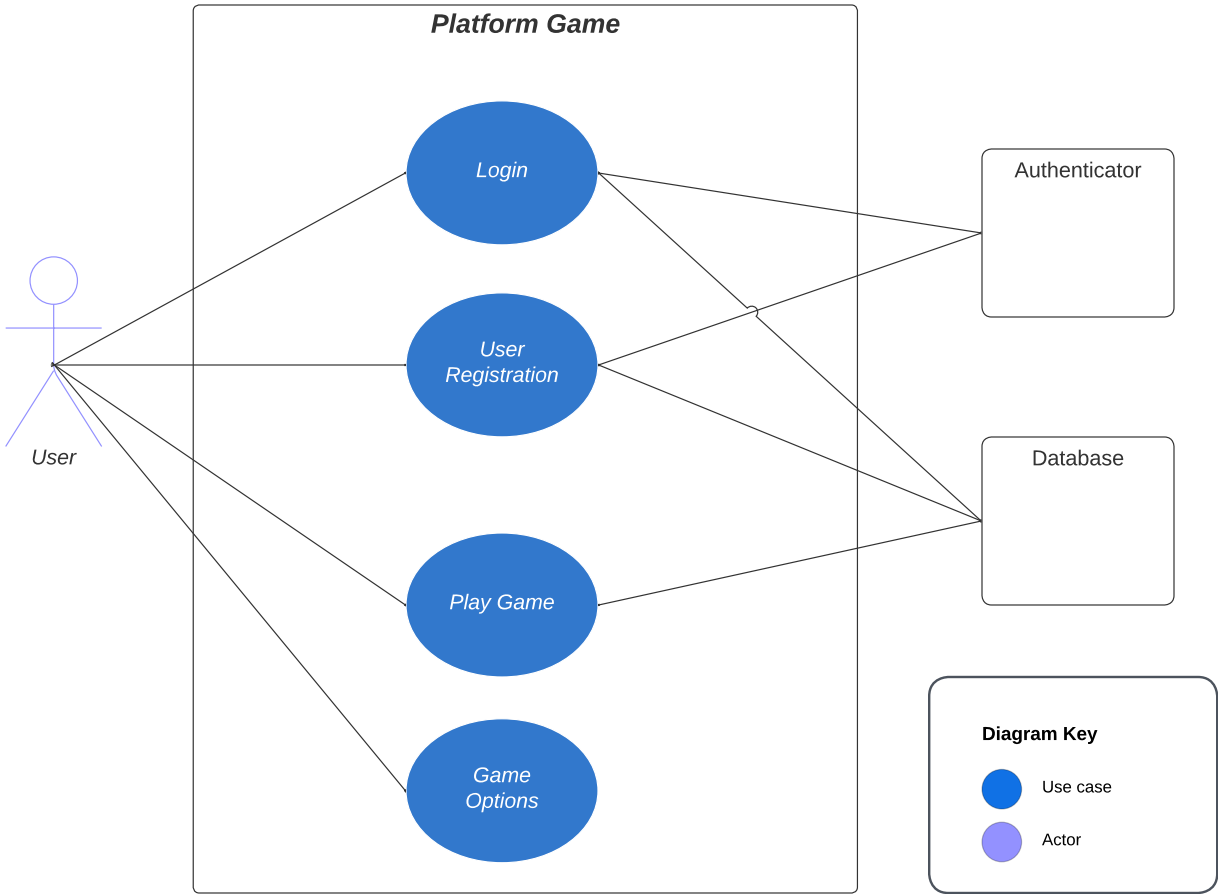 Platform Game
Login
Authenticator
User
Registration
User
Database
Play Game
Game
Options
Diagram Key
Use case
Actor